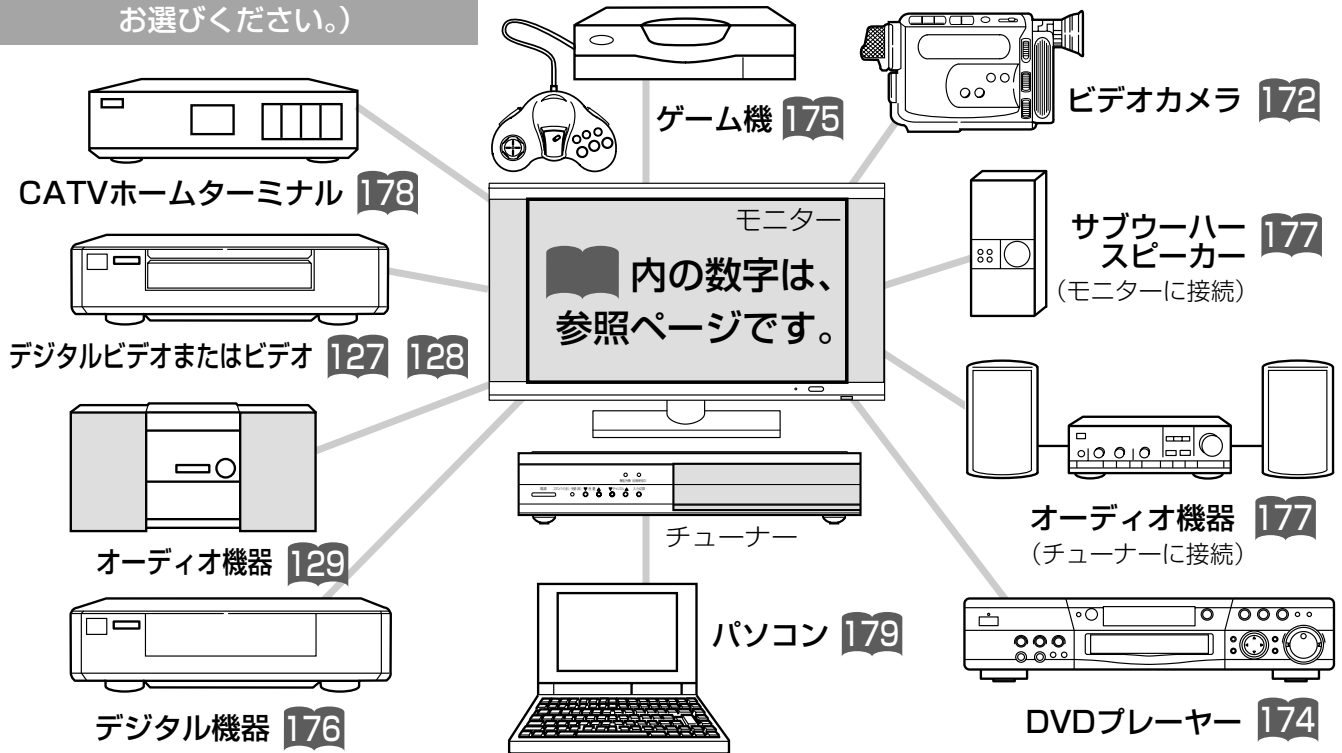 お選びください。）
ゲーム機 175
ビデオカメラ 172
CATVホームターミナル 178
モニター
内の数字は、
参照ページです。
サブウーハー
スピーカー 177
（モニターに接続）
デジタルビデオまたはビデオ 127 128
オーディオ機器 129
チューナー
オーディオ機器 177
（チューナーに接続）
デジタル機器 176
パソコン 179
DVDプレーヤー 174